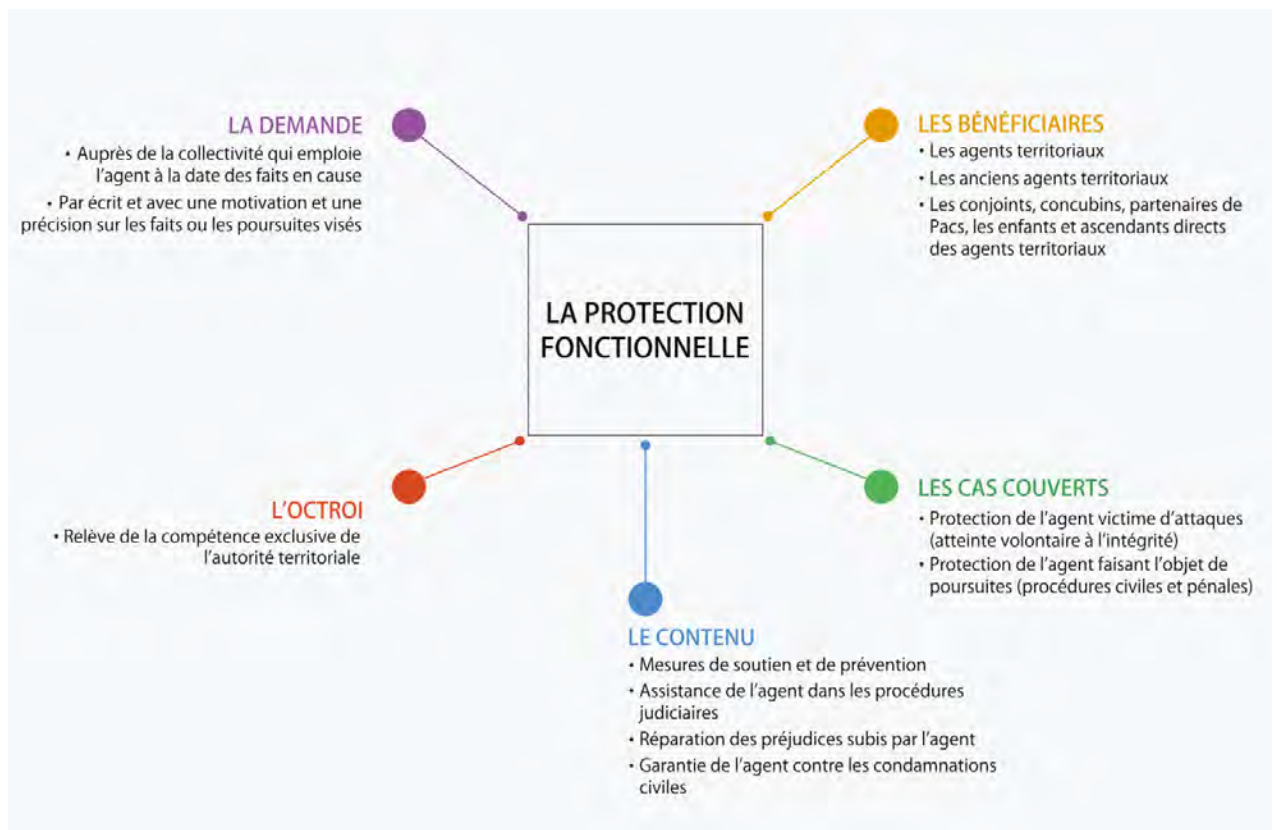 LA DEMANDE
• Auprès de la collectivité qui emploie
l'agent à la date des faits en cause
• Par écrit et avec une motivation et une
précision sur les faits ou les poursuites visés
LES BÉNÉFICIAIRES
• Les agents territoriaux
• Les anciens agents territoriaux
• Les conjoints, concubins, partenaires de
Pacs, les enfants et ascendants directs
des agents territoriaux
LA PROTECTION
FONCTIONNELLE
L'OCTROI
• Relève de la compétence exclusive de
l'autorité territoriale
LES CAS COUVERTS
• Protection de l'agent victime d'attaques
(atteinte volontaire à l'intégrité)
• Protection de l'agent faisant l'objet de
poursuites (procédures civiles et pénales)
LE CONTENU
• Mesures de soutien et de prévention
• Assistance de l'agent dans les procédures
judiciaires
• Réparation des préjudices subis par l'agent
• Garantie de l'agent contre les condamnations
civiles